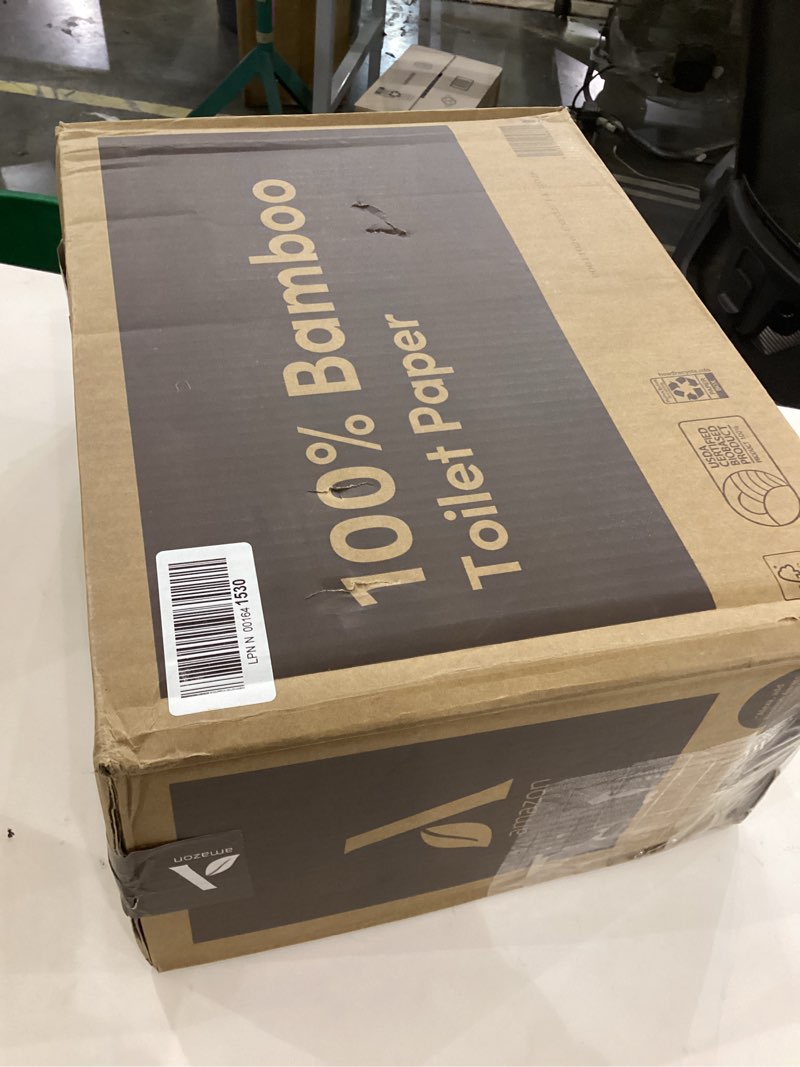 100% Bamboo
Toilet Paper
LPN N 00164 1530
USDA CERTIFIED
BIOBASED
PRODUCT
amazon
amazon